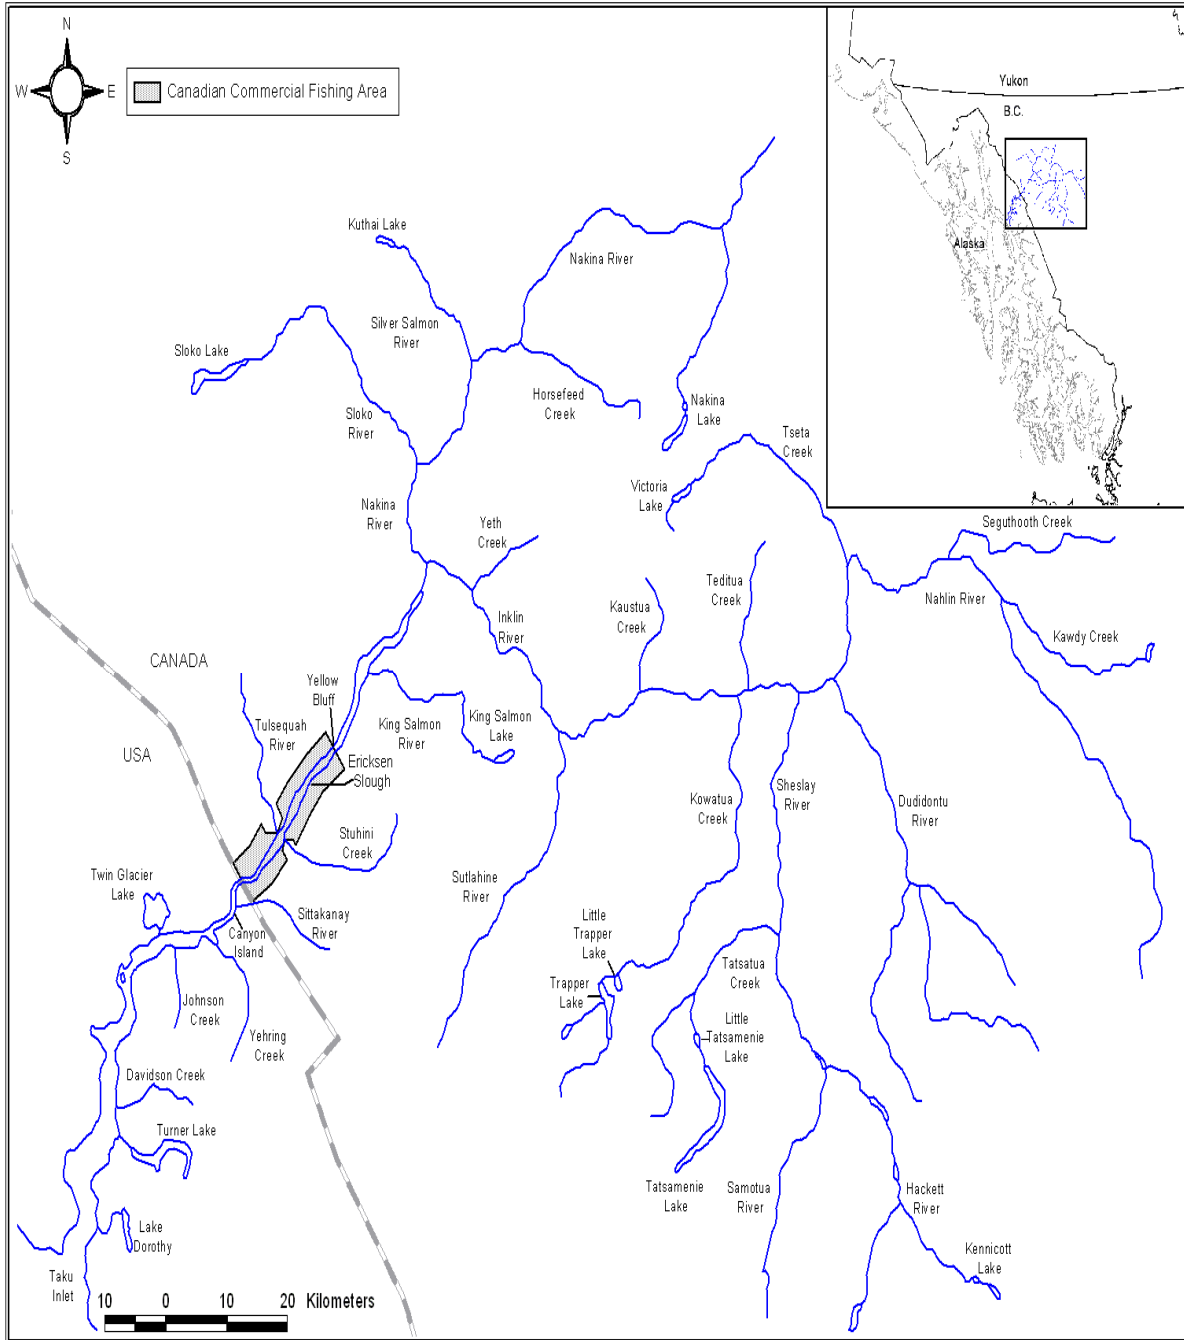 N
W
E
S
Canadian Commercial Fishing Area
Yukon
B.C.
Alaska
Kuthai Lake
Nakina River
Silver Salmon
River
Sloko Lake
Horsefeed
Creek
Nakina
Lake
Sloko
River
Tseta
Creek
Victoria
Lake
Nakina
River
Yeth
Creek
Seguthooth Creek
Teditua
Creek
Kaustua
Creek
Inklin
River
Nahlin River
Kawdy Creek
CANADA
Yellow
Bluff
Tulsequah
River
King Salmon
River
King Salmon
Lake
USA
Ericksen
Slough
Kowatua
Creek
Sheslay
River
Dudidontu
River
Stuhini
Creek
Twin Glacier
Lake
Sutlahine
River
Sittakanay
River
Canyon
Island
Little
Trapper
Lake
Trapper
Lake
Tatsatua
Creek
Johnson
Creek
Yehring
Creek
Little
Tatsamenie
Lake
Davidson Creek
Turner Lake
Tatsamenie
Lake
Samotua
River
Hackett
River
Lake
Dorothy
Kennicott
Lake
Taku
Inlet
10 0 10 20 Kilometers